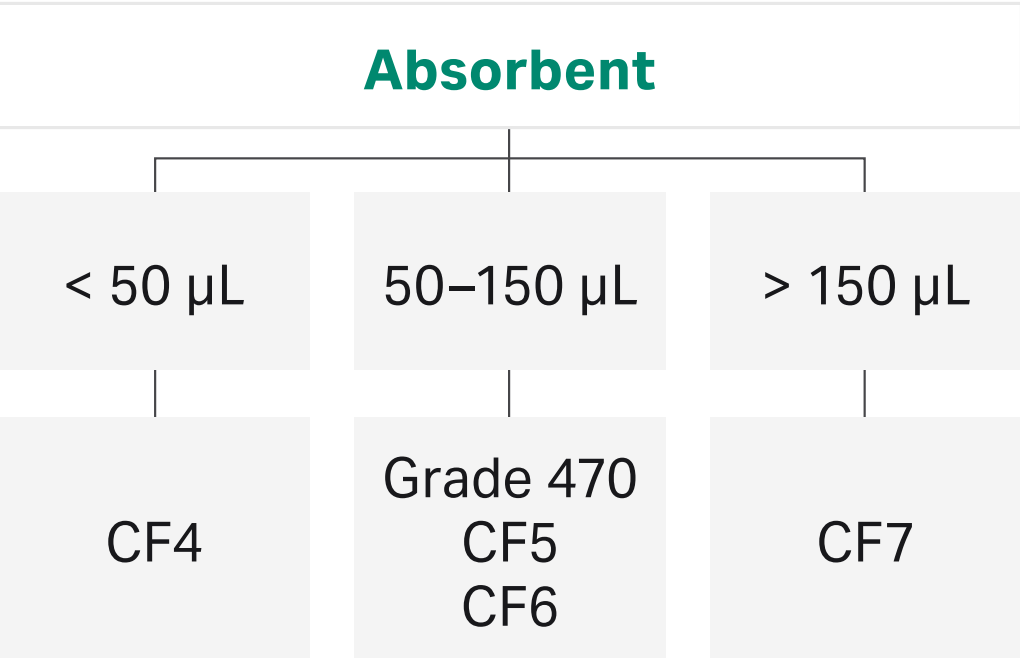 Absorbent
< 50 µL
50–150 µL
> 150 µL
CF4
Grade 470
CF5
CF6
CF7